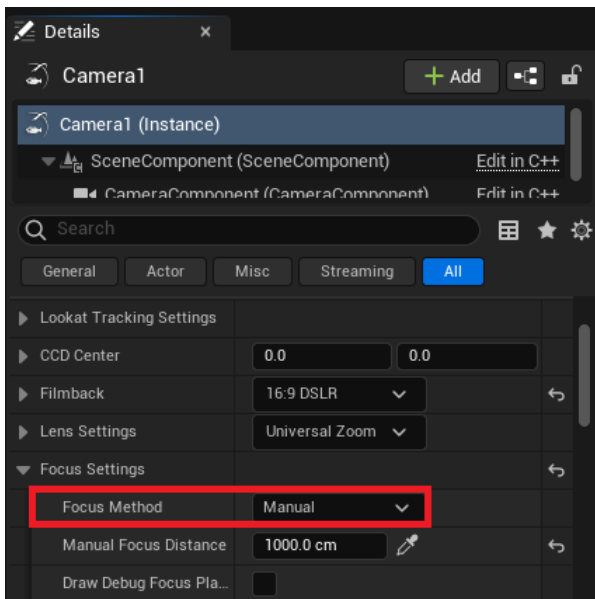 Details ×
Camera1
+ Add
Camera1 (Instance)
SceneComponent (SceneComponent) Edit in C++
CameraComponent (CameraComponent) Edit in C++
Search
General Actor Misc Streaming All
Lookat Tracking Settings
CCD Center 0.0 0.0
Filmback 16:9 DSLR
Lens Settings Universal Zoom
Focus Settings
Focus Method Manual
Manual Focus Distance 1000.0 cm
Draw Debug Focus Pla...